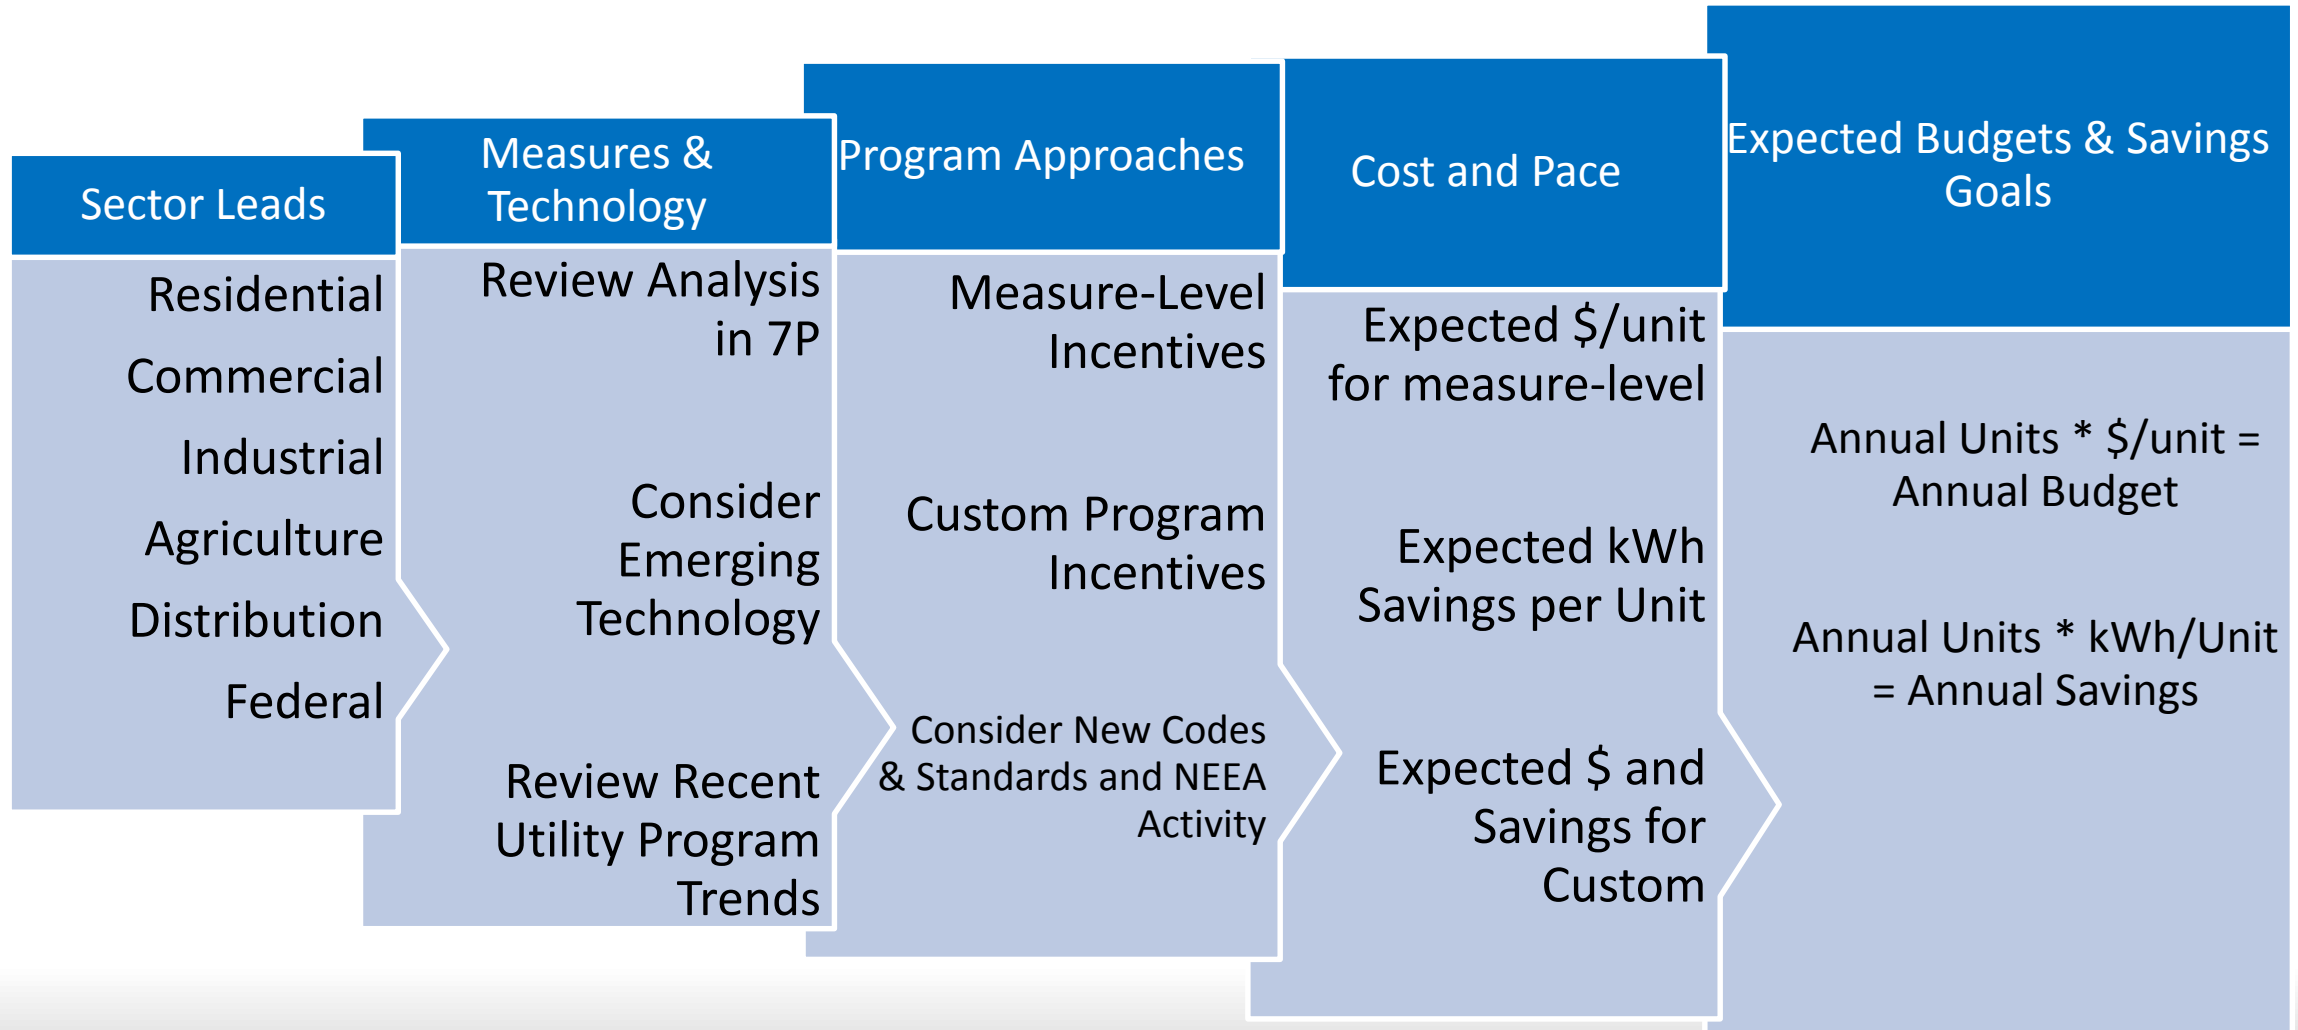 Sector Leads
Residential
Commercial
Industrial
Agriculture
Distribution
Federal
Measures &
Technology
Review Analysis
in 7P
Consider
Emerging
Technology
Review Recent
Utility Program
Trends
Program Approaches
Measure-Level
Incentives
Custom Program
Incentives
Consider New Codes
& Standards and NEEA
Activity
Cost and Pace
Expected $/unit
for measure-level
Expected kWh
Savings per Unit
Expected $ and
Savings for
Custom
Expected Budgets & Savings
Goals
Annual Units * $/unit =
Annual Budget
Annual Units * kWh/Unit
= Annual Savings